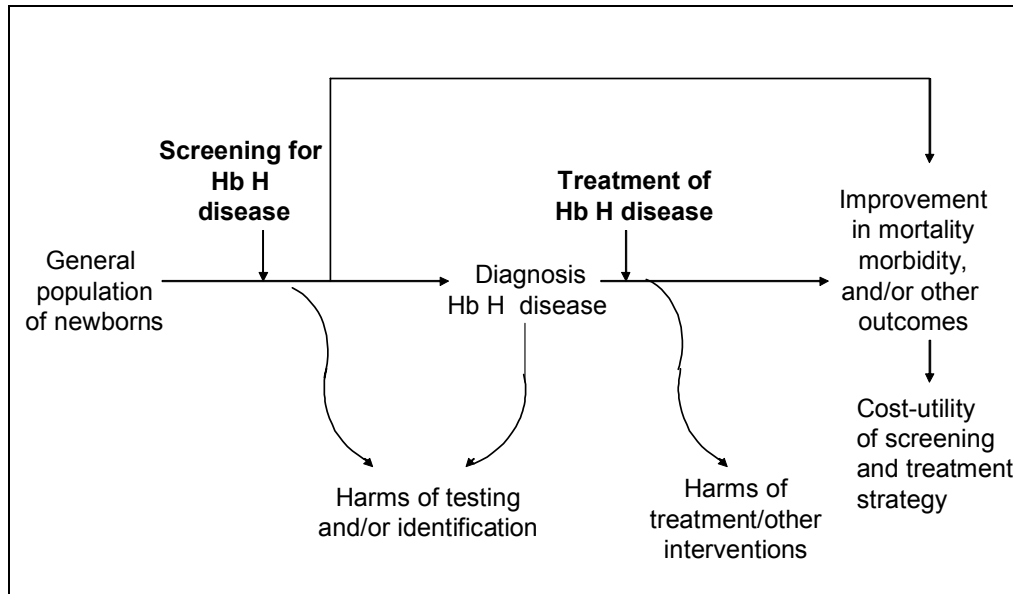 Screening for
Hb H
disease
Treatment of
Hb H disease
General
population
of newborns
Diagnosis
Hb H disease
Improvement
in mortality
morbidity,
and/or other
outcomes
Harms of testing
and/or identification
Harms of
treatment/other
interventions
Cost-utility
of screening
and treatment
strategy